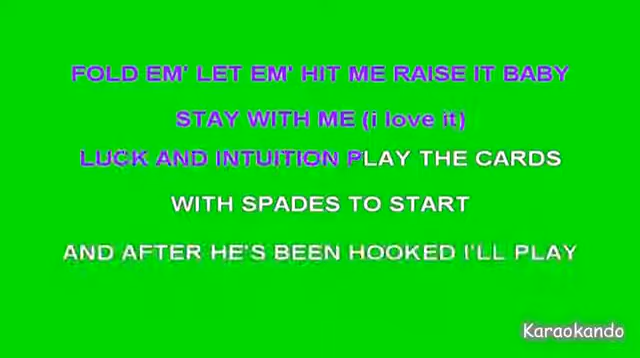 FOLD EM' LET EM' HIT ME RAISE IT BABY
STAY WITH ME (i love it)
LUCK AND INTUITION PLAY THE CARDS
WITH SPADES TO START
AND AFTER HE'S BEEN HOOKED I'LL PLAY
Karaokando